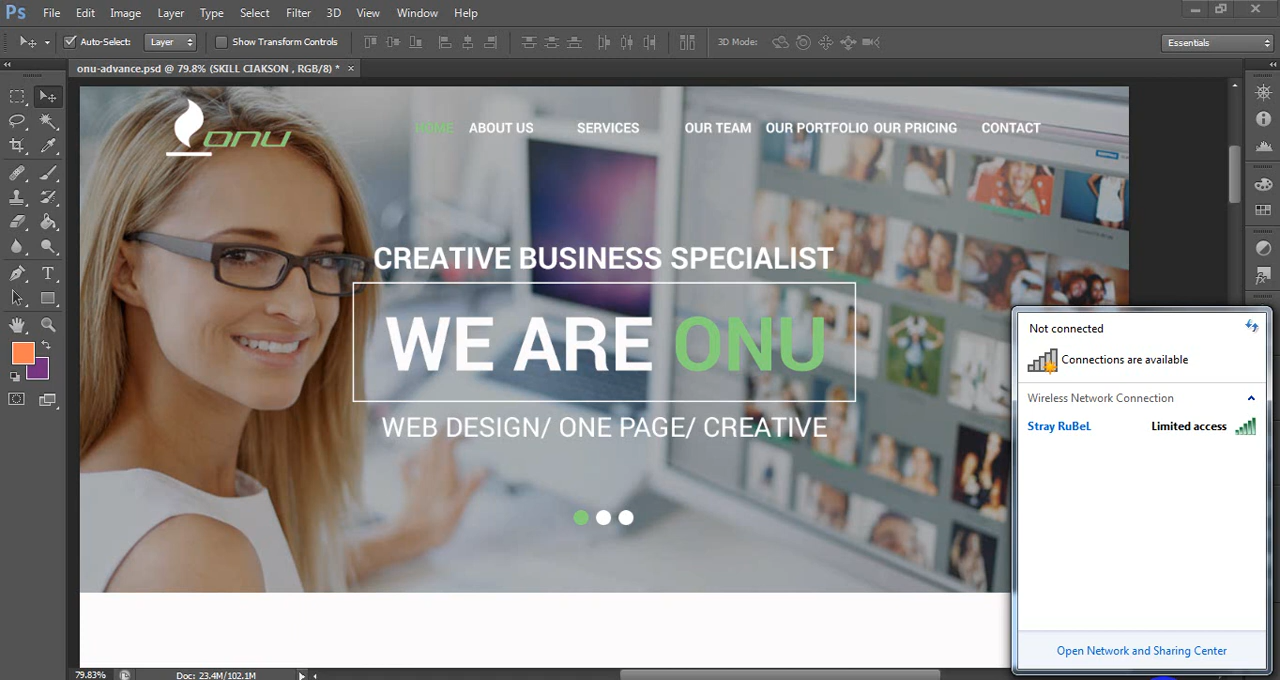 Ps File Edit Image Layer Type Select Filter 3D View Window Help
Auto-Select: Layer Show Transform Controls 3D Mode: Essentials
onu-advance.psd @ 79.8% (SKILL CIAKSON , RGB/8) * ×
onu
HOME ABOUT US SERVICES OUR TEAM OUR PORTFOLIO OUR PRICING CONTACT
CREATIVE BUSINESS SPECIALIST
WE ARE ONU
WEB DESIGN/ ONE PAGE/ CREATIVE
Not connected
Connections are available
Wireless Network Connection
Stray RuBeL Limited access
Open Network and Sharing Center
79.83% Doc: 23.4M/102.1M